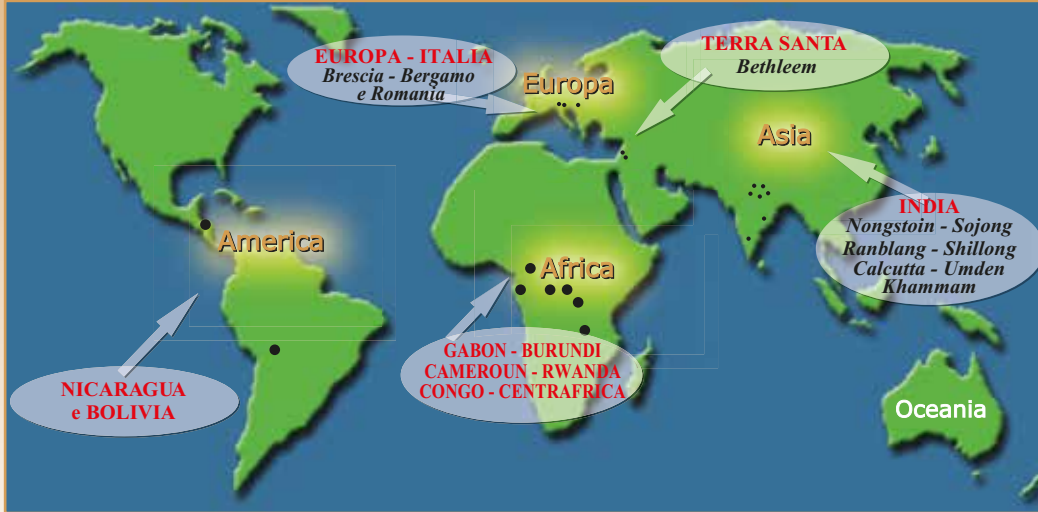 EUROPA - ITALIA
Brescia - Bergamo
e Romania
Europa
TERRA SANTA
Bethleem
Asia
INDIA
Nongstoin - Sojong
Ranblang - Shillong
Calcutta - Umden
Khammam
America
Africa
GABON - BURUNDI
CAMEROUN - RWANDA
CONGO - CENTRAFRICA
NICARAGUA
e BOLIVIA
Oceania